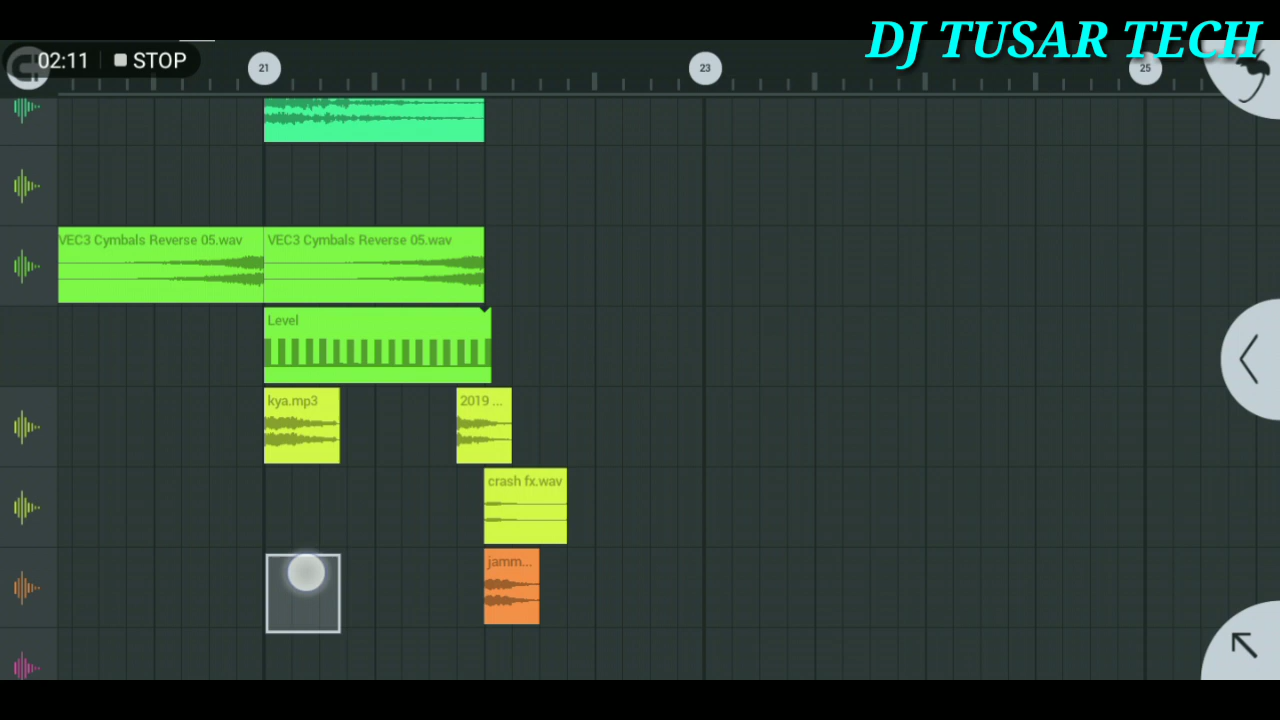 DJ TUSAR TECH
02:11 STOP
21 23 25
VEC3 Cymbals Reverse 05.wav VEC3 Cymbals Reverse 05.wav
Level
kya.mp3 2019 ...
crash fx.wav
jamm...